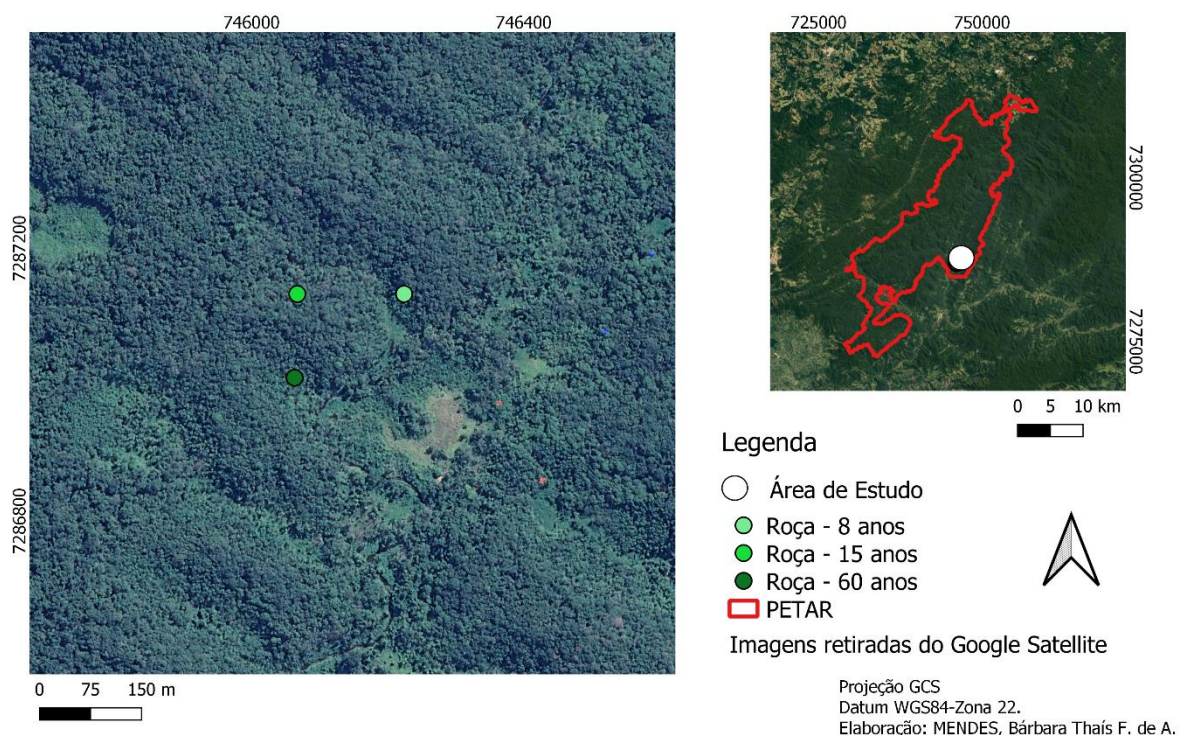 746000 746400
7287200
7286800
0 75 150 m
725000 750000
7300000
7275000
0 5 10 km
Legenda
Área de Estudo
Roça - 8 anos
Roça - 15 anos
Roça - 60 anos
PETAR
Imagens retiradas do Google Satellite
Projeção GCS
Datum WGS84-Zona 22.
Elaboração: MENDES, Bárbara Thaís F. de A.